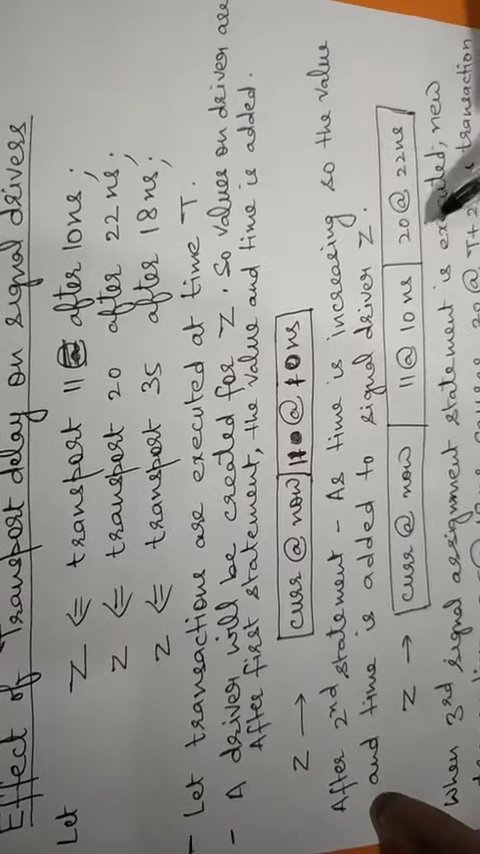 Effect of Transport delay on signal drivers
Let
Z <= transport 11 after 10ns;
Z <= transport 20 after 22ns;
Z <= transport 35 after 18ns;
- Let transactions are executed at time T.
- A driver will be created for Z. So values on driver are
After first statement, the value and time is added.
Z → curr @ now | 11 @ 10ns
After 2nd statement - As time is increasing so the value
and time is added to signal driver Z.
Z → curr @ now | 11 @ 10ns | 20 @ 22ns
When 3rd signal assignment statement is executed, new
transaction